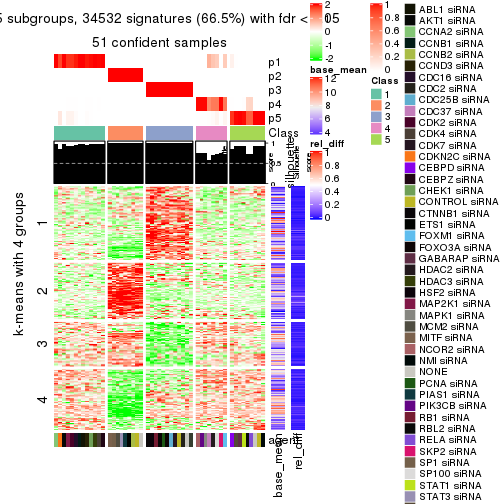 5 subgroups, 34532 signatures (66.5%) with fdr < 05
51 confident samples
p1
p2
p3
p4
p5
Class
silhouette
1
0.5
0
k-means with 4 groups
1
2
3
4
agent
base_mean
rel_diff
2
1
0
-1
-2
base_mean
12
10
8
6
4
rel_diff
1
0.8
0.6
0.4
0.2
0
1
0.8
0.6
0.4
0.2
0
Class
1
2
3
4
5
ABL1 siRNA
AKT1 siRNA
CCNA2 siRNA
CCNB1 siRNA
CCNB2 siRNA
CCND3 siRNA
CDC16 siRNA
CDC2 siRNA
CDC25B siRNA
CDC37 siRNA
CDK2 siRNA
CDK4 siRNA
CDK7 siRNA
CDKN2C siRNA
CEBPD siRNA
CEBPZ siRNA
CHEK1 siRNA
CONTROL siRNA
CTNNB1 siRNA
ETS1 siRNA
FOXM1 siRNA
FOXO3A siRNA
GABARAP siRNA
HDAC2 siRNA
HDAC3 siRNA
HSF2 siRNA
MAP2K1 siRNA
MAPK1 siRNA
MCM2 siRNA
MITF siRNA
NCOR2 siRNA
NMI siRNA
NONE
PCNA siRNA
PIAS1 siRNA
PIK3CB siRNA
RB1 siRNA
RBL2 siRNA
RELA siRNA
SKP2 siRNA
SP1 siRNA
SP100 siRNA
STAT1 siRNA
STAT3 siRNA